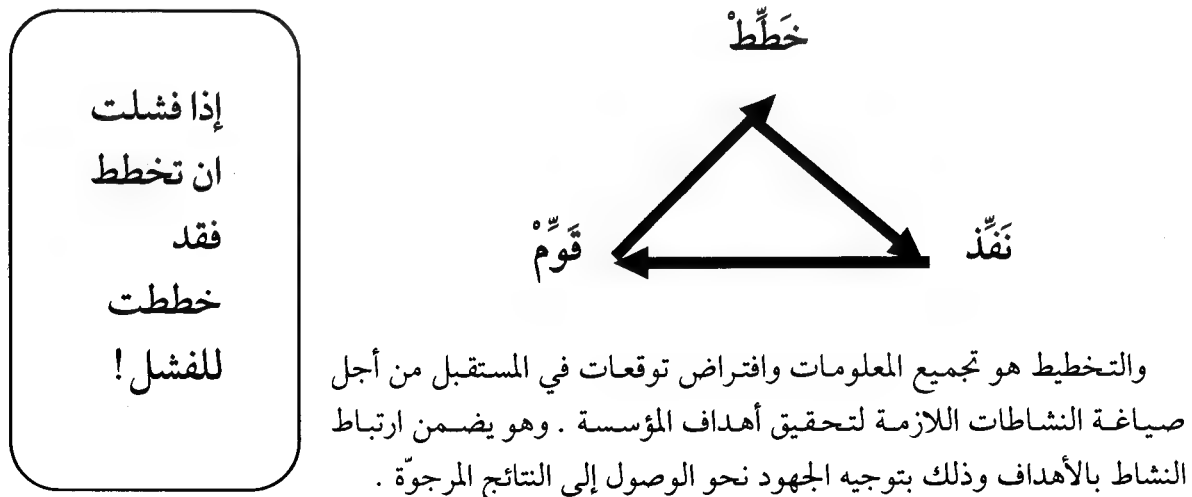 خَطِّطْ
نَفِّذ
قَوِّمْ
والتخطيط هو تجميع المعلومات وافتراض توقعات في المستقبل من أجل
صياغة النشاطات اللازمة لتحقيق أهداف المؤسسة . وهو يضمن ارتباط
النشاط بالأهداف وذلك بتوجيه الجهود نحو الوصول إلى النتائج المرجوّة .
إذا فشلت
ان تخطط
فقد
خططت
للفشل!